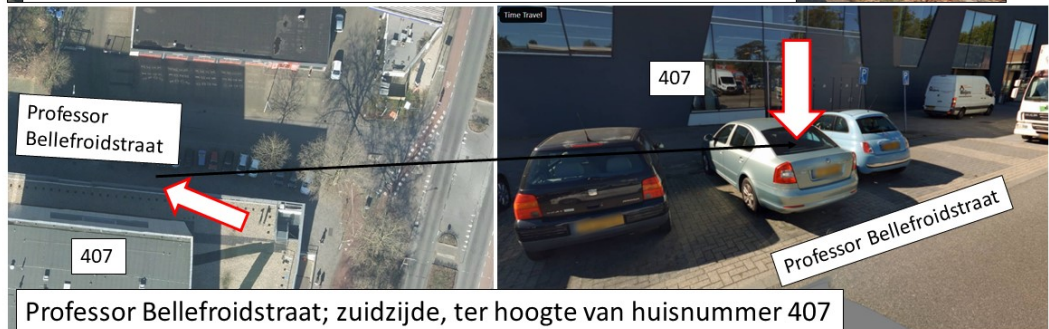 Professor
Bellefroidstraat
407
Time Travel
407
Professor Bellefroidstraat
Professor Bellefroidstraat; zuidzijde, ter hoogte van huisnummer 407